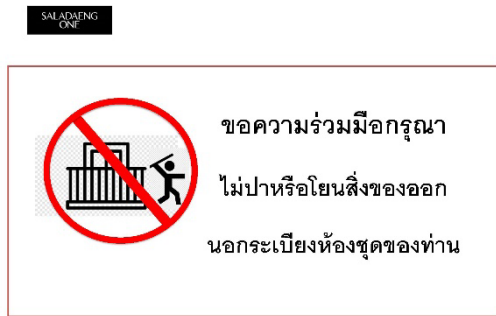 SALADAENG
ONE
ขอความร่วมมือกรุณา
ไม่ปาหรือโยนสิ่งของออก
นอกระเบียงห้องชุดของท่าน